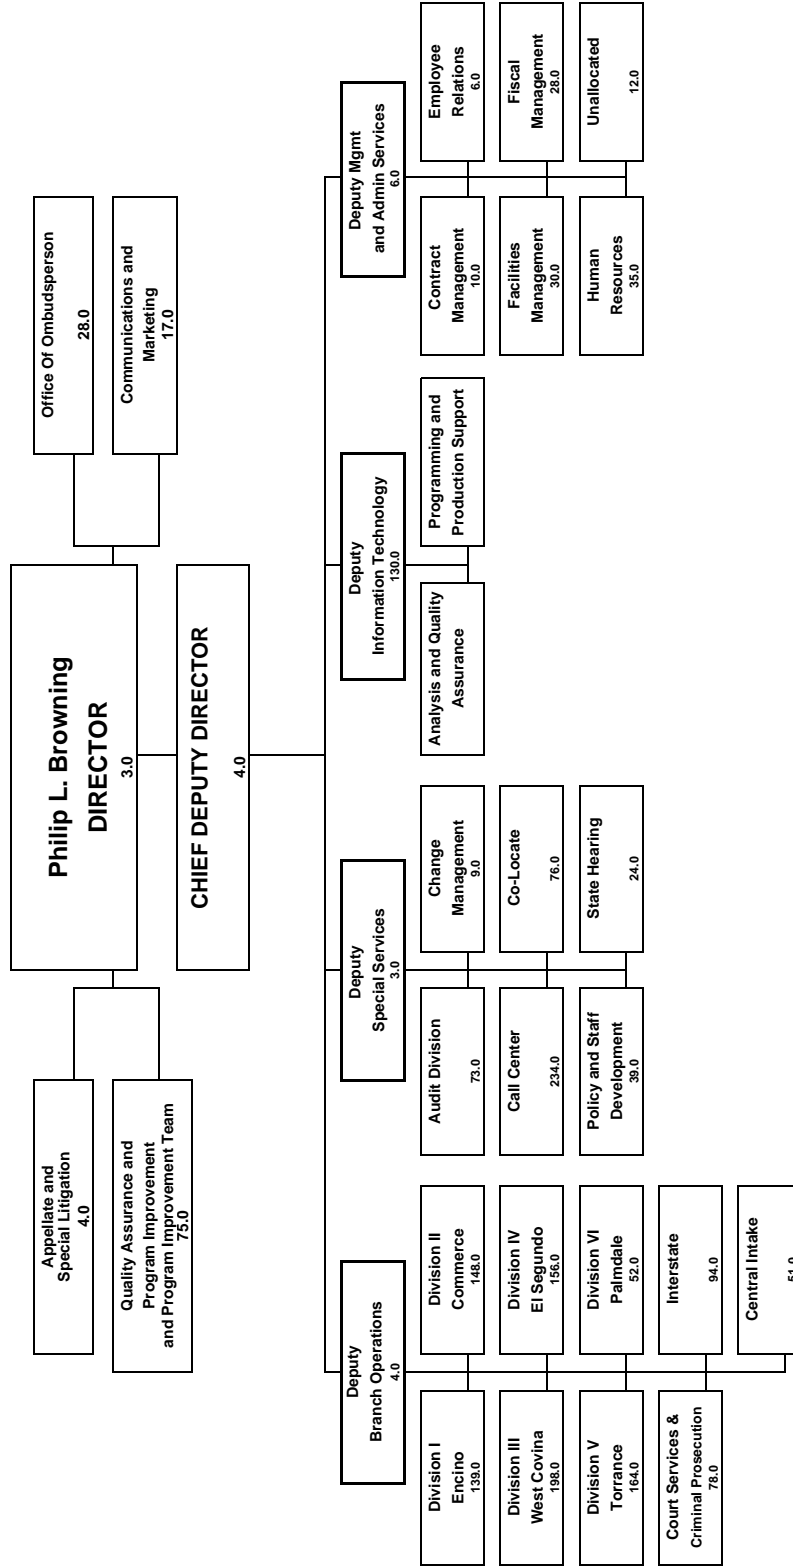 Philip L. Browning
DIRECTOR
3.0
CHIEF DEPUTY DIRECTOR
4.0
Appellate and
Special Litigation
4.0
Quality Assurance and
Program Improvement
and Program Improvement Team
75.0
Office Of Ombudsperson
28.0
Communications and
Marketing
17.0
Deputy
Branch Operations
4.0
Division I
Encino
139.0
Division II
Commerce
148.0
Division III
West Covina
198.0
Division IV
El Segundo
156.0
Division V
Torrance
164.0
Division VI
Palmdale
52.0
Court Services &
Criminal Prosecution
78.0
Interstate
94.0
Central Intake
51.0
Deputy
Special Services
3.0
Audit Division
73.0
Change
Management
9.0
Call Center
234.0
Co-Locate
76.0
Policy and Staff
Development
39.0
State Hearing
24.0
Deputy
Information Technology
130.0
Analysis and Quality
Assurance
Programming and
Production Support
Deputy Mgmt
and Admin Services
6.0
Contract
Management
10.0
Employee
Relations
6.0
Facilities
Management
30.0
Fiscal
Management
28.0
Human
Resources
35.0
Unallocated
12.0